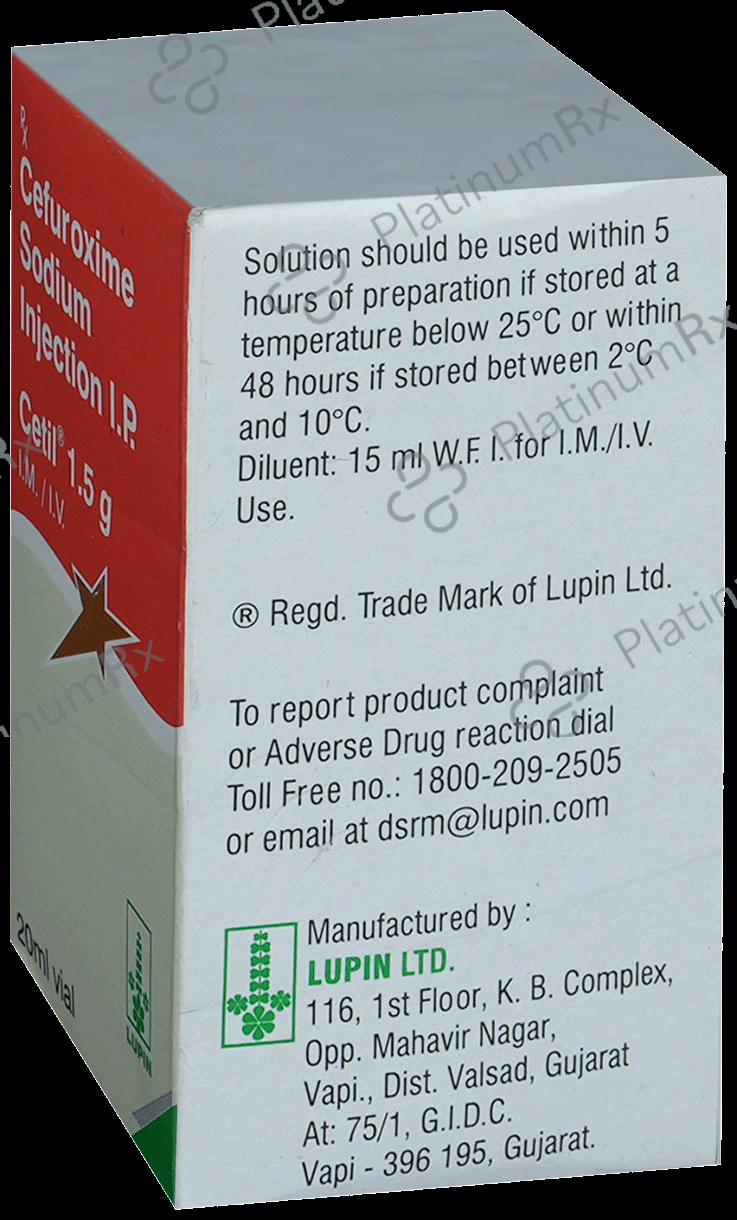 Rx
Cefuroxime
Sodium
Injection I.P.
Cetil® 1.5 g
I.M. / I.V.
20ml vial
LUPIN
Solution should be used within 5
hours of preparation if stored at a
temperature below 25°C or within
48 hours if stored between 2°C
and 10°C.
Diluent: 15 ml W.F. I. for I.M./I.V.
Use.
® Regd. Trade Mark of Lupin Ltd.
To report product complaint
or Adverse Drug reaction dial
Toll Free no.: 1800-209-2505
or email at dsrm@lupin.com
Manufactured by :
LUPIN LTD.
116, 1st Floor, K. B. Complex,
Opp. Mahavir Nagar,
Vapi., Dist. Valsad, Gujarat
At: 75/1, G.I.D.C.
Vapi - 396 195, Gujarat.
PlatinumRx
PlatinumRx